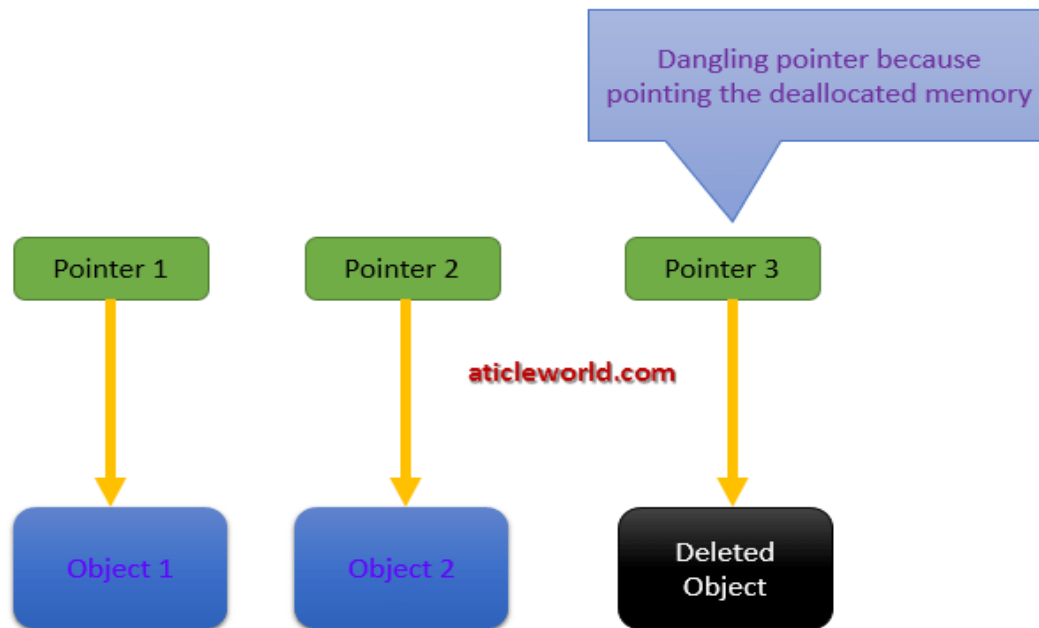 Dangling pointer because
pointing the deallocated memory
Pointer 1
Pointer 2
Pointer 3
aticleworld.com
Object 1
Object 2
Deleted
Object